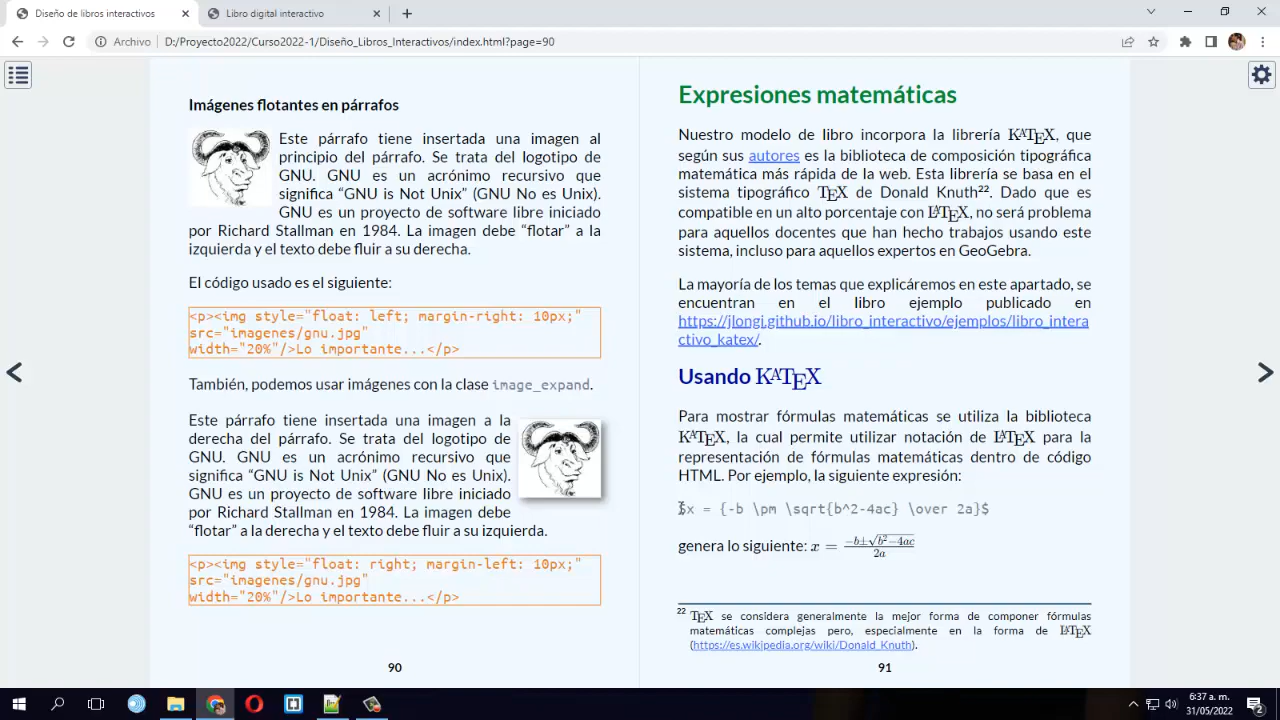 Diseño de libros interactivos
Libro digital interactivo
Archivo
D:/Proyecto2022/Curso2022-1/Diseño_Libros_Interactivos/index.html?page=90
Imágenes flotantes en párrafos
Este párrafo tiene insertada una imagen al
principio del párrafo. Se trata del logotipo de
GNU. GNU es un acrónimo recursivo que
significa “GNU is Not Unix” (GNU No es Unix).
GNU es un proyecto de software libre iniciado
por Richard Stallman en 1984. La imagen debe “flotar” a la
izquierda y el texto debe fluir a su derecha.
El código usado es el siguiente:
<p><img style="float: left; margin-right: 10px;"
src="imagenes/gnu.jpg"
width="20%"/>Lo importante...</p>
También, podemos usar imágenes con la clase image_expand.
Este párrafo tiene insertada una imagen a la
derecha del párrafo. Se trata del logotipo de
GNU. GNU es un acrónimo recursivo que
significa “GNU is Not Unix” (GNU No es Unix).
GNU es un proyecto de software libre iniciado
por Richard Stallman en 1984. La imagen debe
“flotar” a la derecha y el texto debe fluir a su izquierda.
<p><img style="float: right; margin-left: 10px;"
src="imagenes/gnu.jpg"
width="20%"/>Lo importante...</p>
90
Expresiones matemáticas
Nuestro modelo de libro incorpora la librería KATEX, que
según sus autores es la biblioteca de composición tipográfica
matemática más rápida de la web. Esta librería se basa en el
sistema tipográfico TEX de Donald Knuth²². Dado que es
compatible en un alto porcentaje con LATEX, no será problema
para aquellos docentes que han hecho trabajos usando este
sistema, incluso para aquellos expertos en GeoGebra.
La mayoría de los temas que explicáremos en este apartado, se
encuentran en el libro ejemplo publicado en
https://jlongi.github.io/libro_interactivo/ejemplos/libro_intera
ctivo_katex/.
Usando KATEX
Para mostrar fórmulas matemáticas se utiliza la biblioteca
KATEX, la cual permite utilizar notación de LATEX para la
representación de fórmulas matemáticas dentro de código
HTML. Por ejemplo, la siguiente expresión:
$x = {-b \pm \sqrt{b^2-4ac} \over 2a}$
genera lo siguiente: x = −b±√b²−4ac / 2a
²² TEX se considera generalmente la mejor forma de componer fórmulas
matemáticas complejas pero, especialmente en la forma de LATEX
(https://es.wikipedia.org/wiki/Donald_Knuth).
91
6:37 a. m.
31/05/2022
2